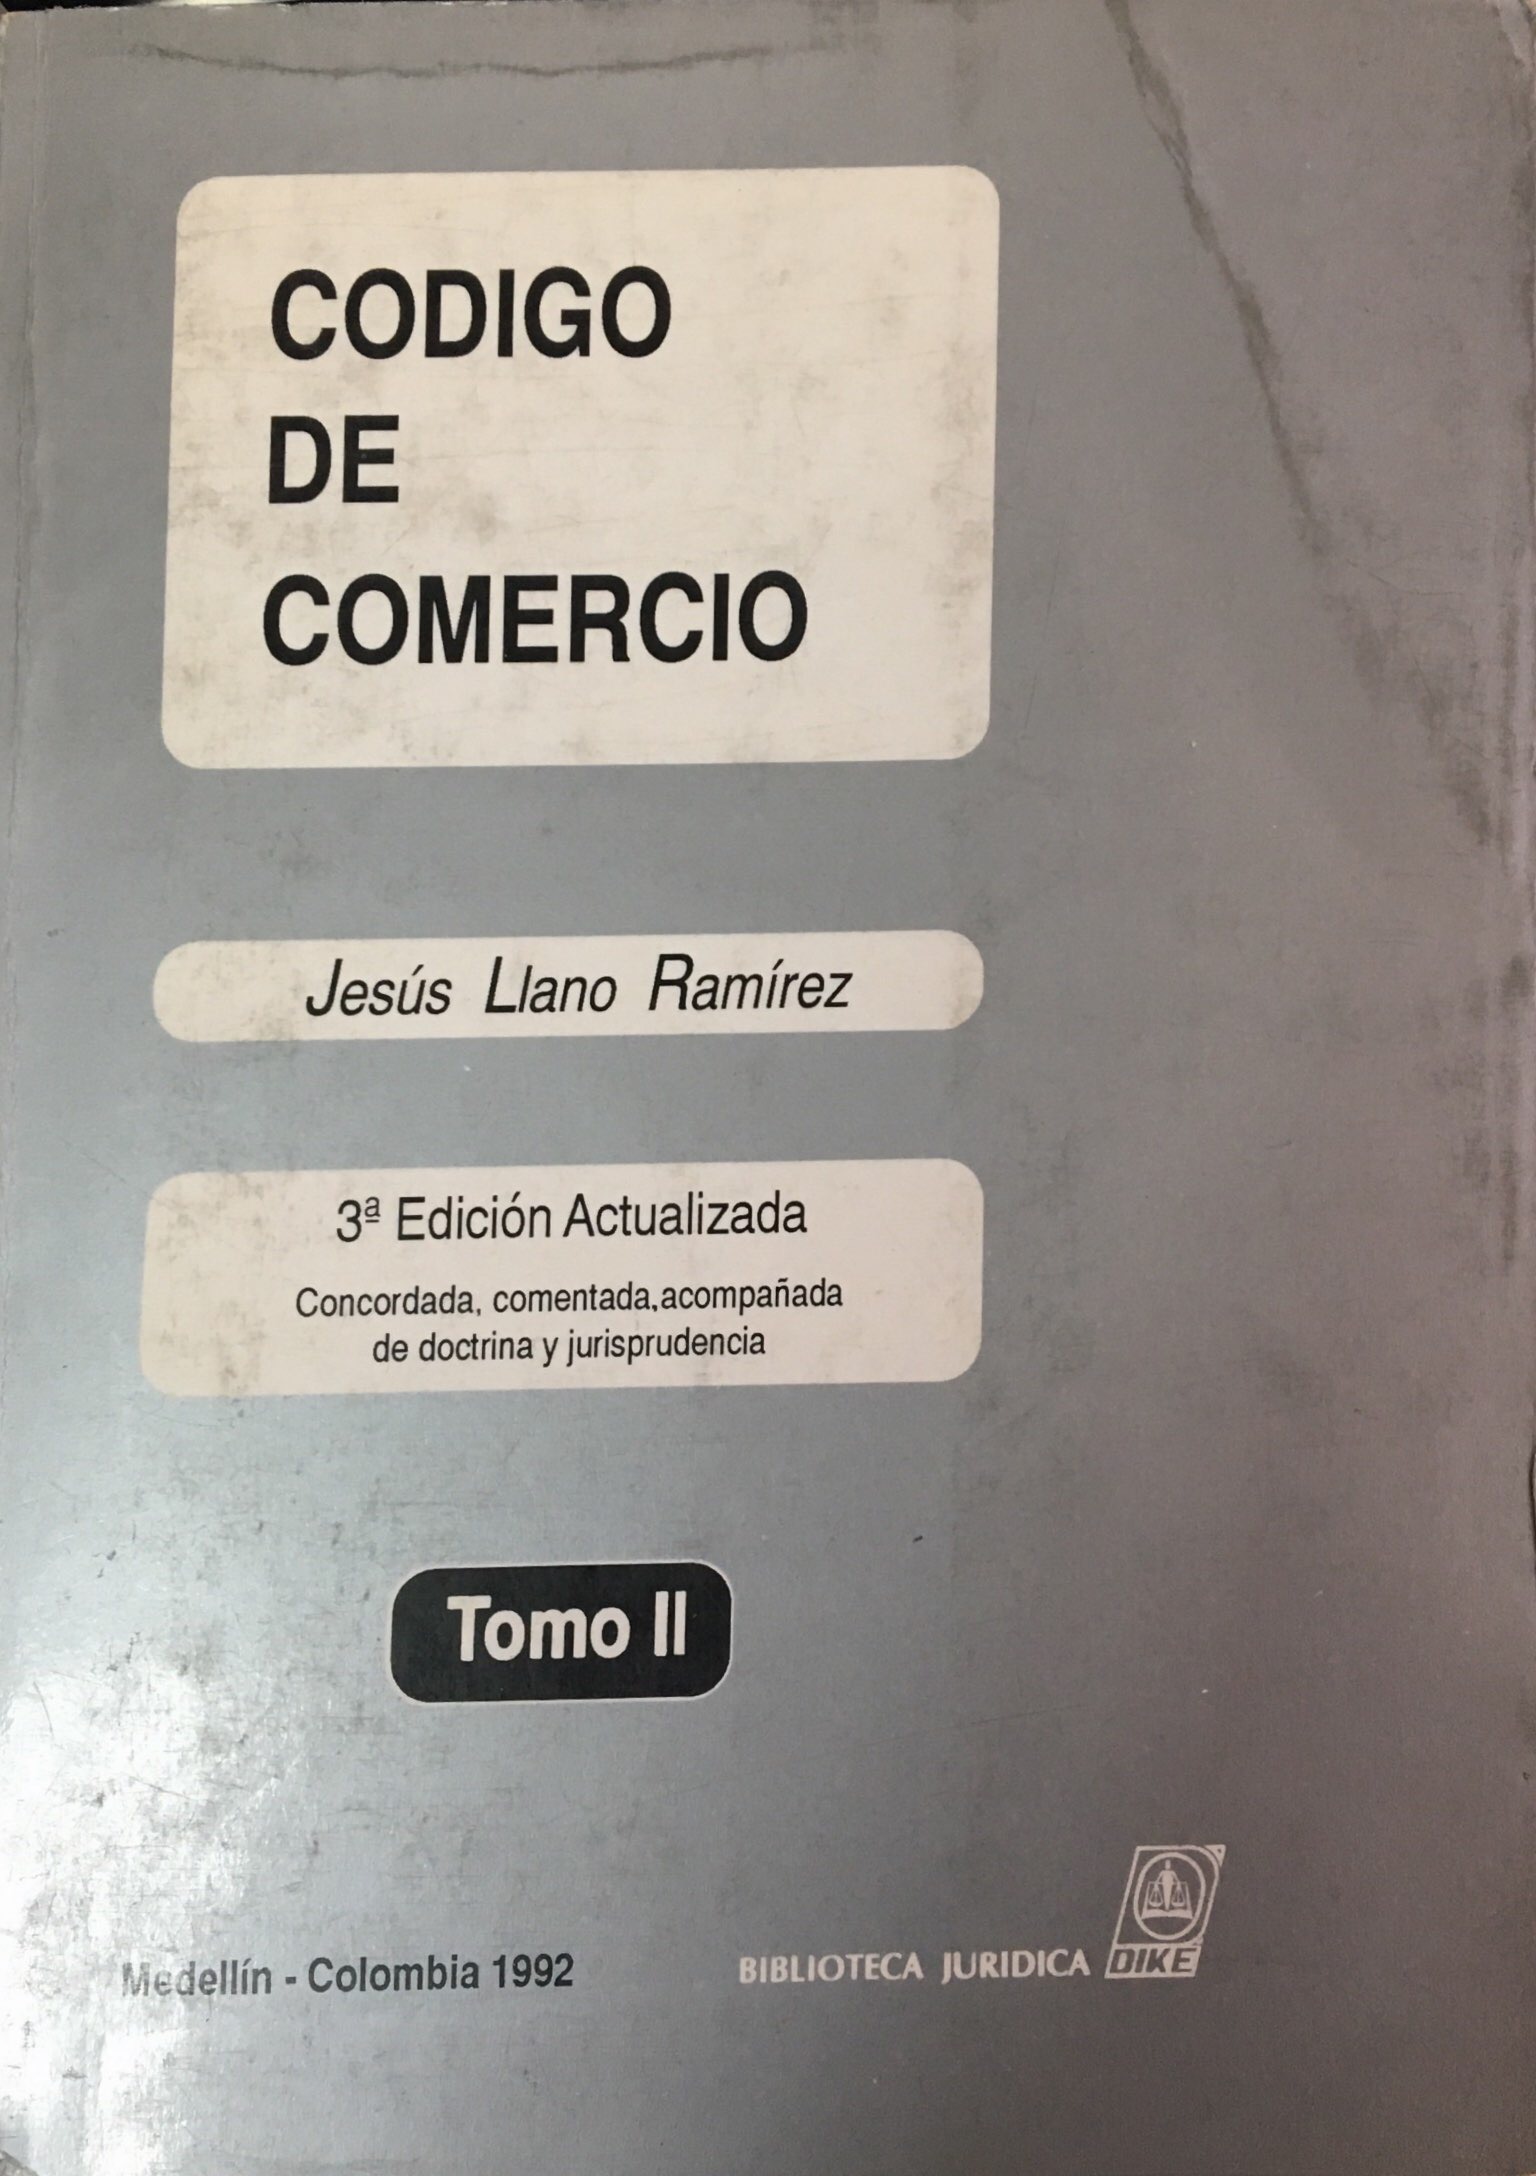 CODIGO
DE
COMERCIO
Jesús Llano Ramírez
3ª Edición Actualizada
Concordada, comentada,acompañada
de doctrina y jurisprudencia
Tomo II
Medellín - Colombia 1992
BIBLIOTECA JURIDICA
DIKE